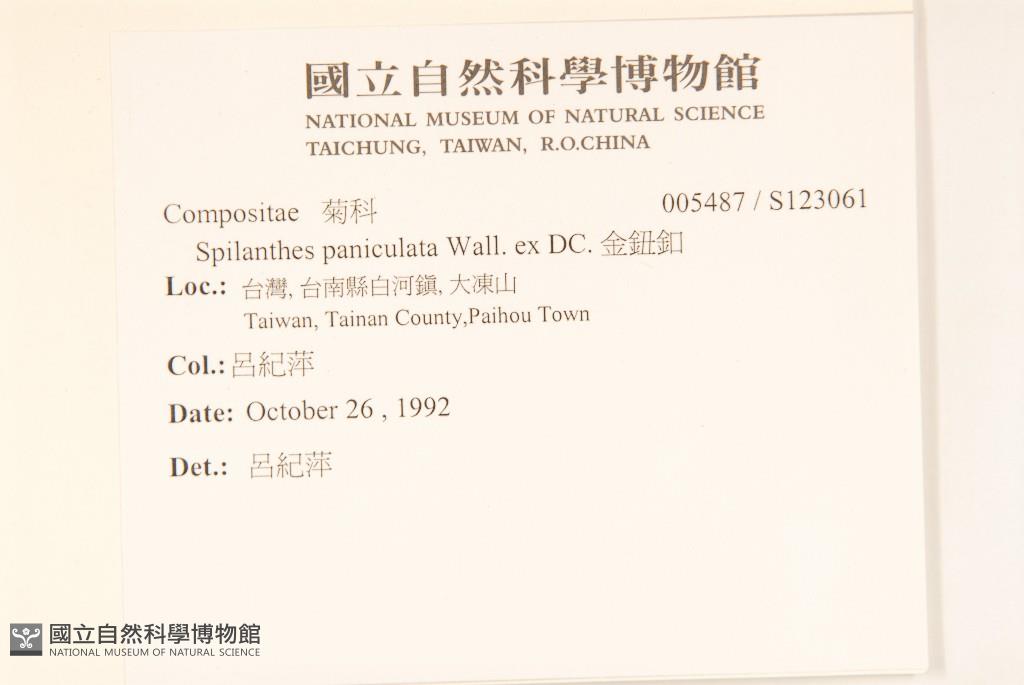 國立自然科學博物館
NATIONAL MUSEUM OF NATURAL SCIENCE
TAICHUNG, TAIWAN, R.O.CHINA
Compositae 菊科 005487 / S123061
Spilanthes paniculata Wall. ex DC. 金鈕釦
Loc.: 台灣, 台南縣白河鎮, 大凍山
Taiwan, Tainan County,Paihou Town
Col.: 呂紀萍
Date: October 26 , 1992
Det.: 呂紀萍
國立自然科學博物館
NATIONAL MUSEUM OF NATURAL SCIENCE